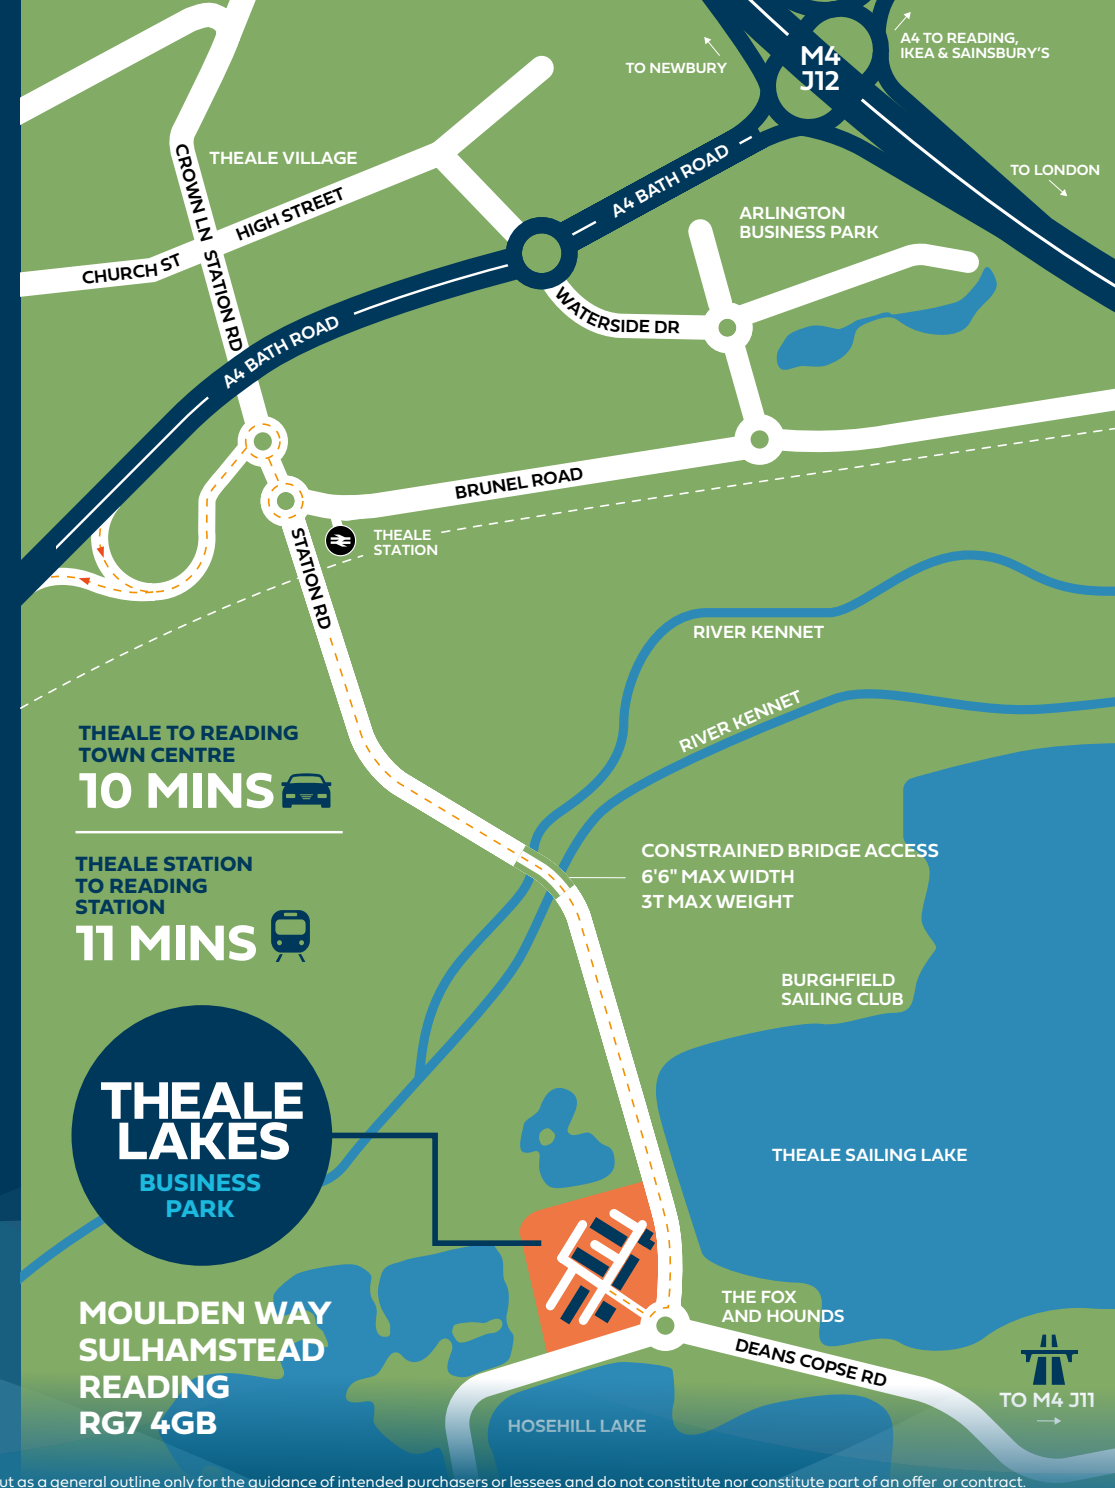 A4 TO READING,
IKEA & SAINSBURY'S
M4
J12
TO NEWBURY
TO LONDON
THEALE VILLAGE
CROWN LN
HIGH STREET
A4 BATH ROAD
ARLINGTON
BUSINESS PARK
CHURCH ST
STATION RD
A4 BATH ROAD
WATERSIDE DR
BRUNEL ROAD
THEALE
STATION
STATION RD
RIVER KENNET
RIVER KENNET
THEALE TO READING
TOWN CENTRE
10 MINS
THEALE STATION
TO READING
STATION
11 MINS
CONSTRAINED BRIDGE ACCESS
6'6" MAX WIDTH
3T MAX WEIGHT
BURGHFIELD
SAILING CLUB
THEALE
LAKES
BUSINESS
PARK
THEALE SAILING LAKE
THE FOX
AND HOUNDS
DEANS COPSE RD
MOULDEN WAY
SULHAMSTEAD
READING
RG7 4GB
TO M4 J11
HOSEHILL LAKE
as a general outline only for the guidance of intended purchasers or lessees and do not constitute nor constitute part of an offer or contract.